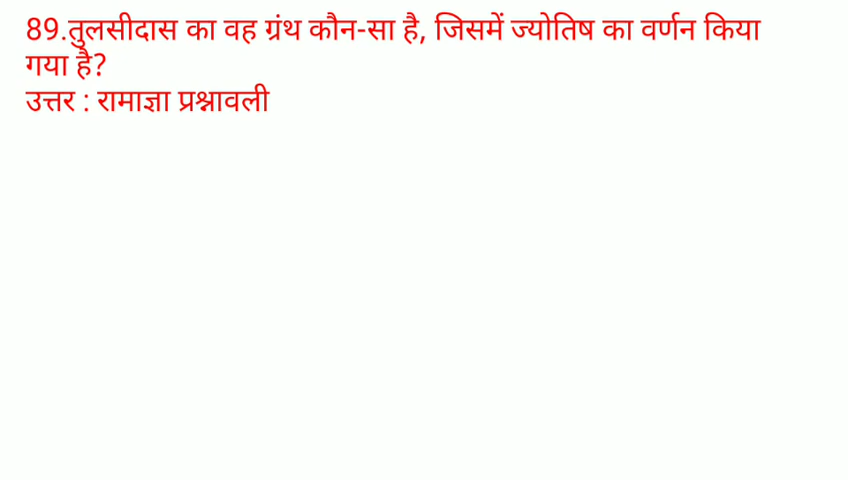 89.तुलसीदास का वह ग्रंथ कौन-सा है, जिसमें ज्योतिष का वर्णन किया
गया है?
उत्तर : रामाज्ञा प्रश्नावली